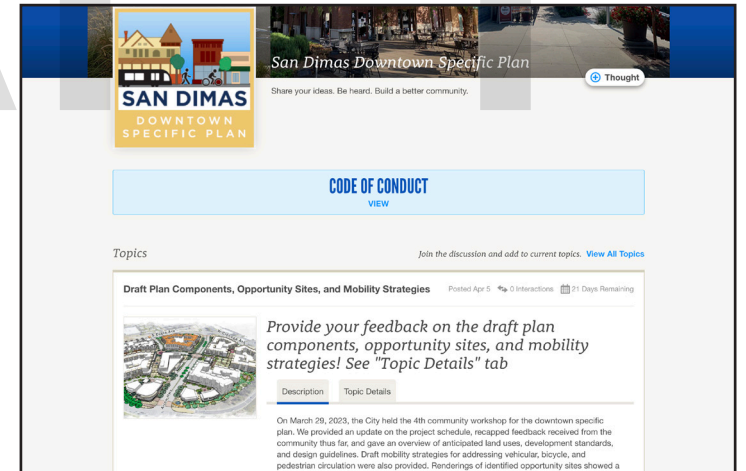 San Dimas Downtown Specific Plan
Thought
SAN DIMAS
DOWNTOWN
SPECIFIC PLAN
Share your ideas. Be heard. Build a better community.
CODE OF CONDUCT
VIEW
Topics
Join the discussion and add to current topics. View All Topics
Draft Plan Components, Opportunity Sites, and Mobility Strategies Posted Apr 5 0 Interactions 21 Days Remaining
Provide your feedback on the draft plan
components, opportunity sites, and mobility
strategies! See "Topic Details" tab
Description Topic Details
On March 29, 2023, the City held the 4th community workshop for the downtown specific
plan. We provided an update on the project schedule, recapped feedback received from the
community thus far, and gave an overview of anticipated land uses, development standards,
and design guidelines. Draft mobility strategies for addressing vehicular, bicycle, and
pedestrian circulation were also provided. Renderings of identified opportunity sites showed a